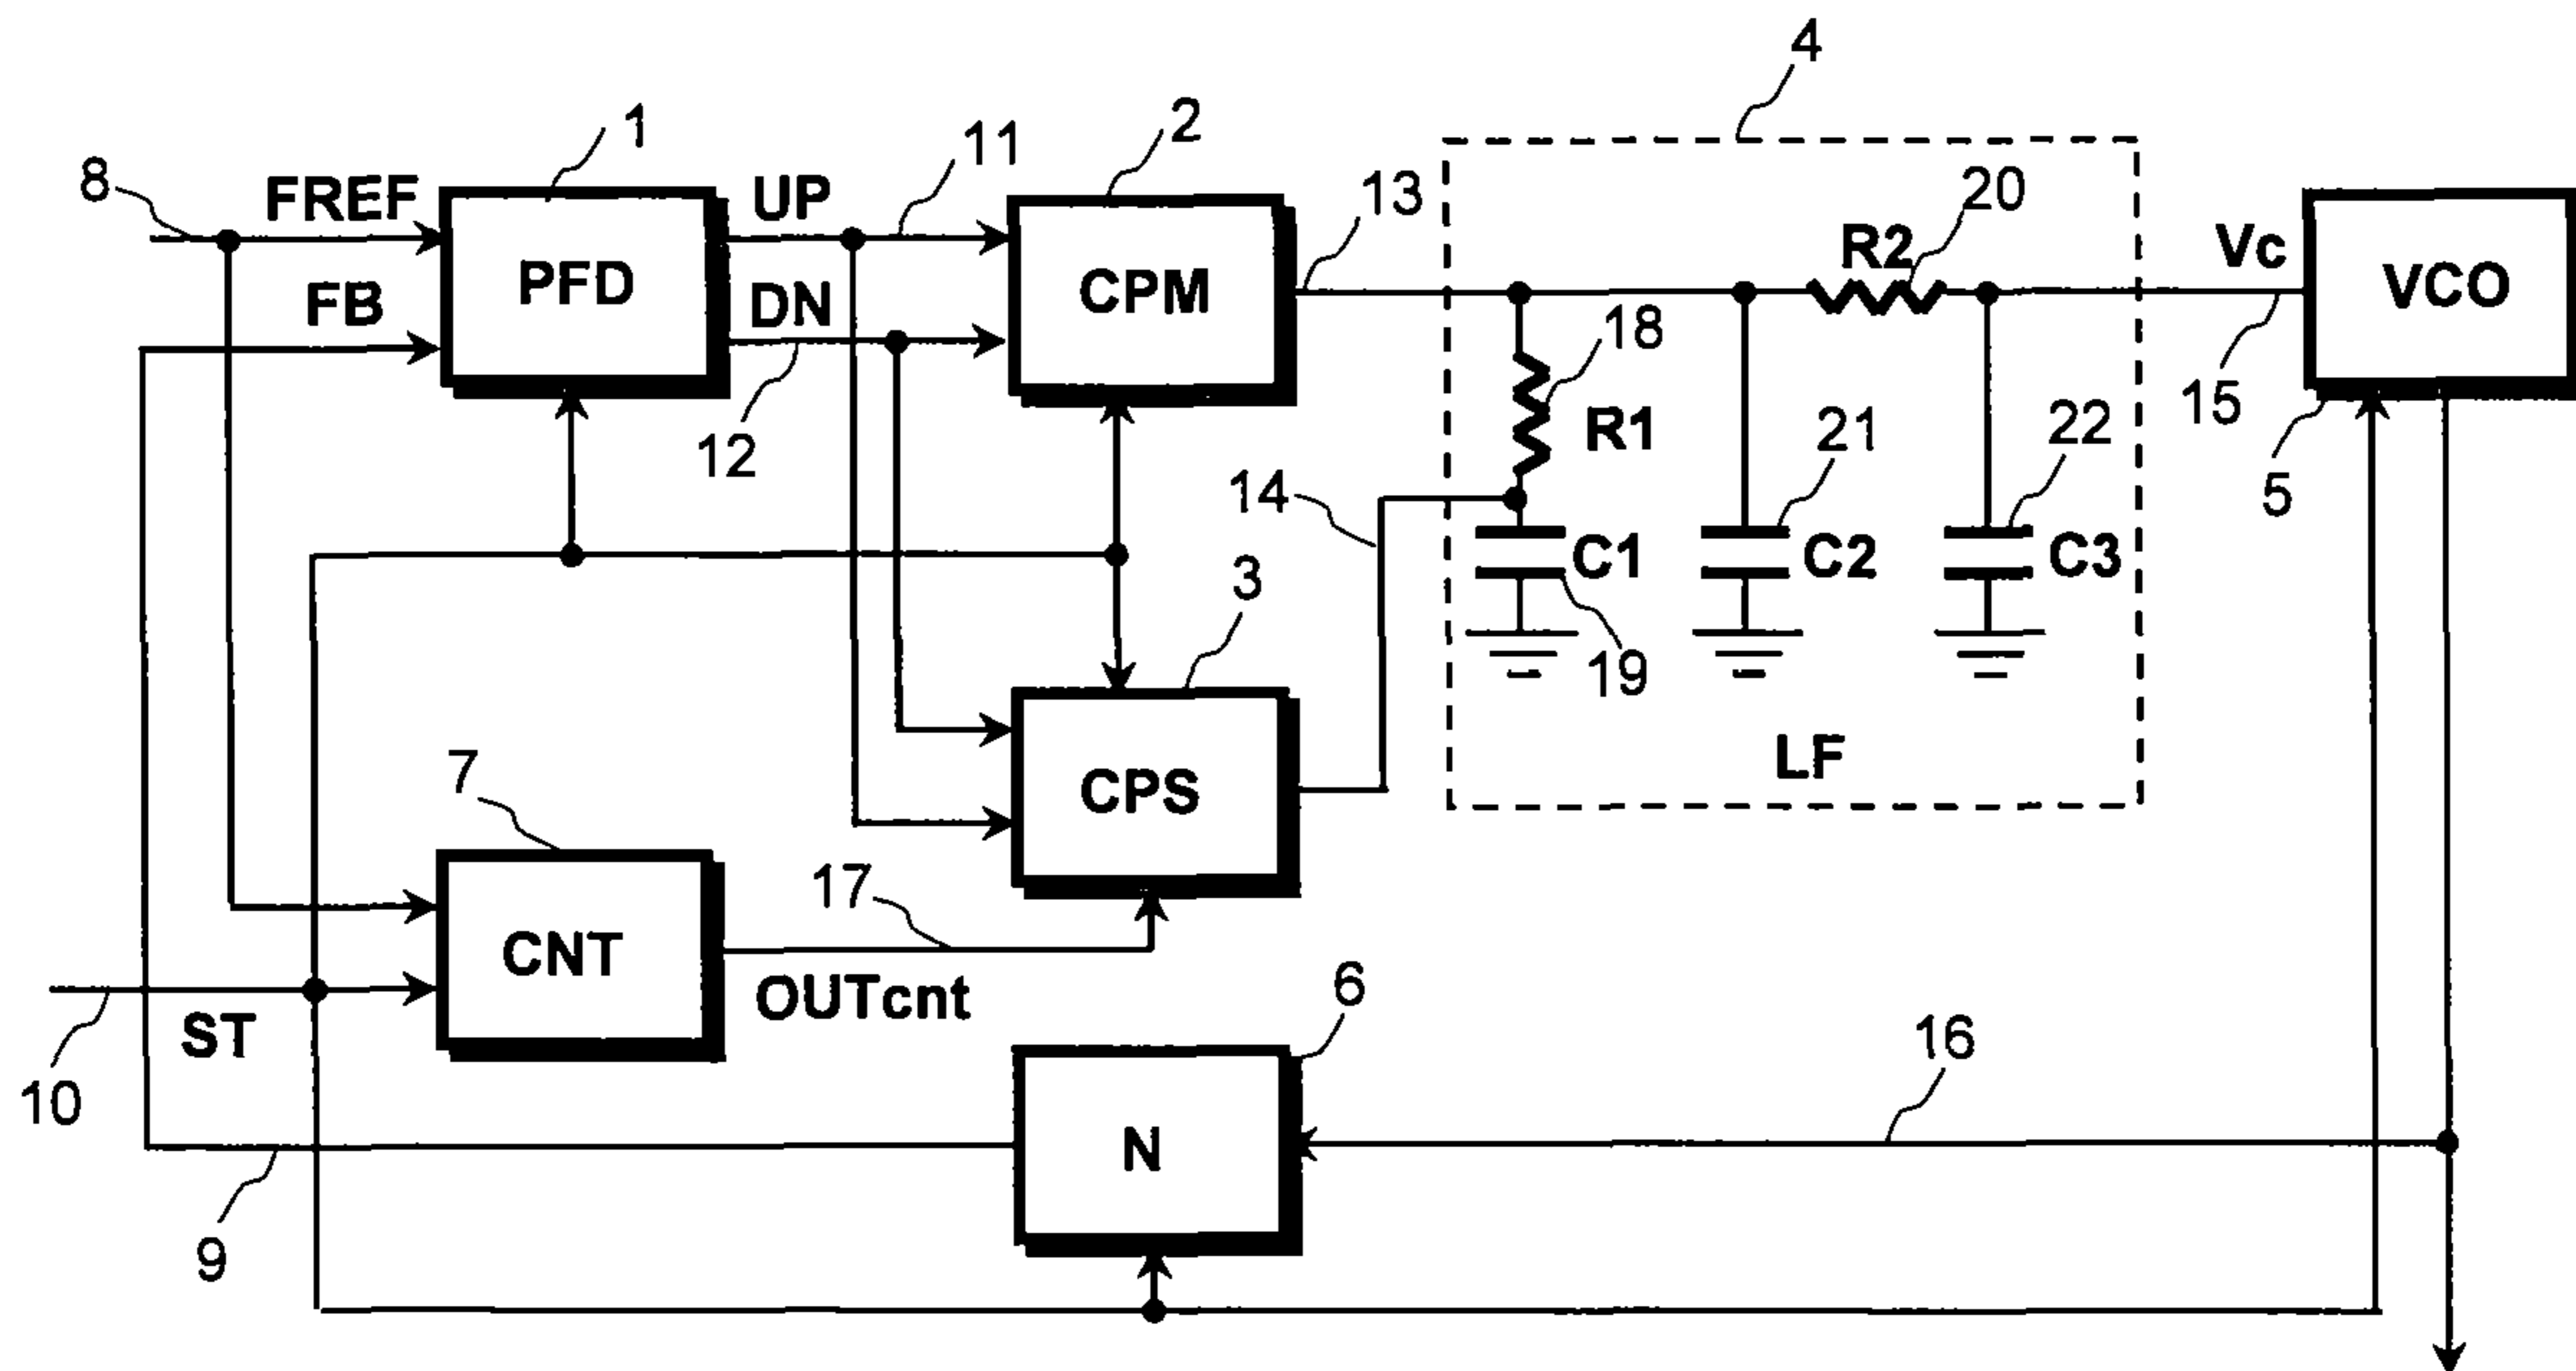 4
1
2
11
8
FREF
UP
13
20
PFD
CPM
R2
Vc
VCO
FB
DN
18
12
R1
21
22
15
14
5
C1
C2
C3
3
19
7
CPS
LF
17
CNT
OUTcnt
6
16
ST
10
N
9